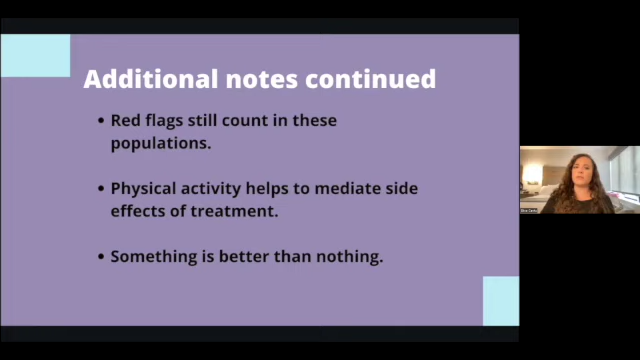 Additional notes continued
• Red flags still count in these
populations.
• Physical activity helps to mediate side
effects of treatment.
• Something is better than nothing.